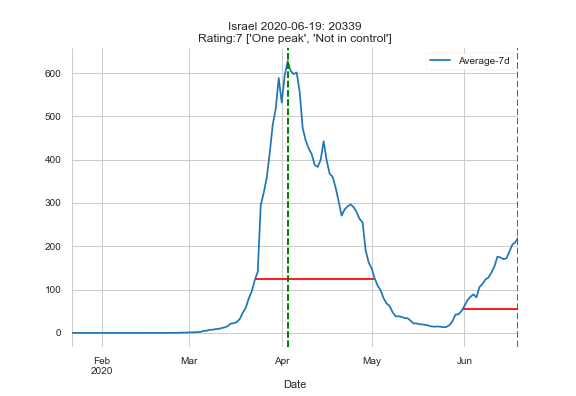 Israel 2020-06-19: 20339
Rating:7 ['One peak', 'Not in control']
Average-7d
600
500
400
300
200
100
0
Feb
2020
Mar
Apr
May
Jun
Date